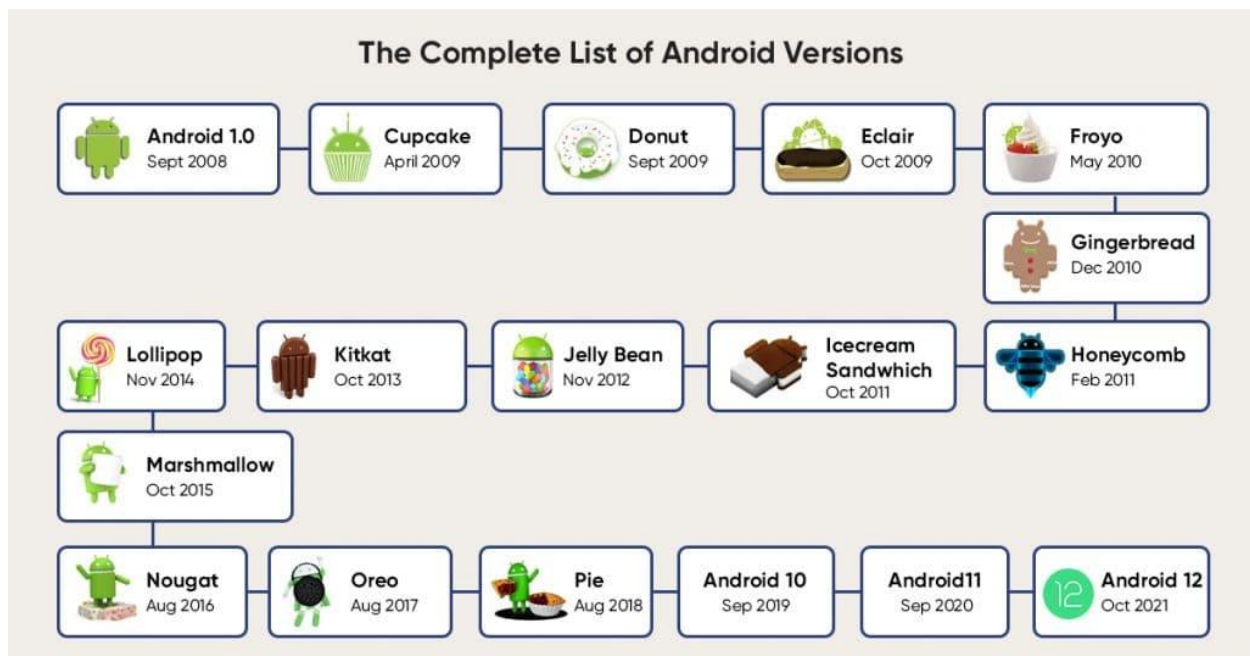 The Complete List of Android Versions
Android 1.0
Sept 2008
Cupcake
April 2009
Donut
Sept 2009
Eclair
Oct 2009
Froyo
May 2010
Gingerbread
Dec 2010
Honeycomb
Feb 2011
Icecream
Sandwhich
Oct 2011
Jelly Bean
Nov 2012
Kitkat
Oct 2013
Lollipop
Nov 2014
Marshmallow
Oct 2015
Nougat
Aug 2016
Oreo
Aug 2017
Pie
Aug 2018
Android 10
Sep 2019
Android11
Sep 2020
12
Android 12
Oct 2021